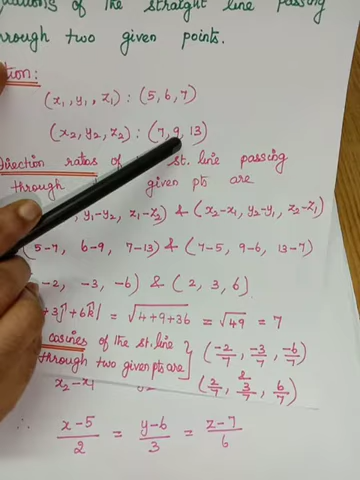 of the straight line passing
through two given points.
(x₁, y₁, z₁) : (5, 6, 7)
(x₂, y₂, z₂) : (7, 9, 13)
Direction ratios of st. line passing
through given pts are
, y₁-y₂, z₁-z₂) & (x₂-x₁, y₂-y₁, z₂-z₁)
(5-7, 6-9, 7-13) & (7-5, 9-6, 13-7)
-2, -3, -6) & (2, 3, 6)
+ 3j + 6k| = √4+9+36 = √49 = 7
cosines of the st. line } (-2/7, -3/7, -6/7)
through two given pts are } &
(2/7, 3/7, 6/7)
x₂-x₁
∴ x-5/2 = y-6/3 = z-7/6